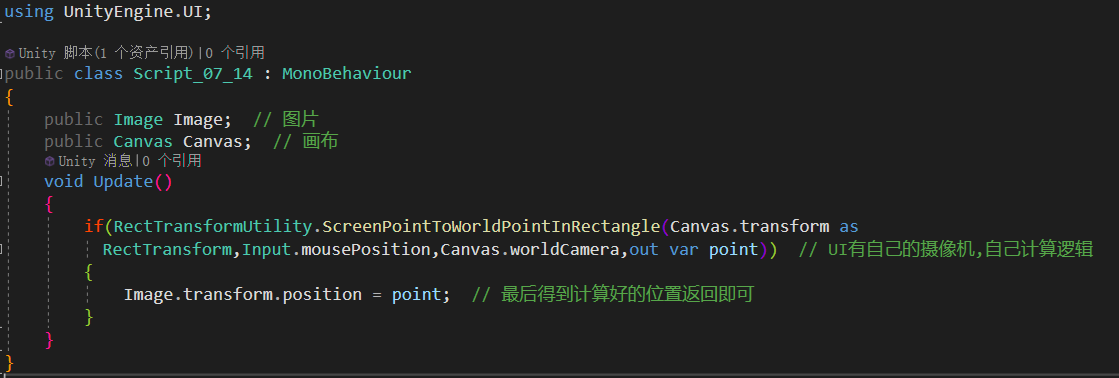 using UnityEngine.UI;
Unity 脚本(1 个资产引用)|0 个引用
public class Script_07_14 : MonoBehaviour
{
public Image Image;  // 图片
public Canvas Canvas;  // 画布
Unity 消息|0 个引用
void Update()
{
if(RectTransformUtility.ScreenPointToWorldPointInRectangle(Canvas.transform as
RectTransform,Input.mousePosition,Canvas.worldCamera,out var point))  // UI有自己的摄像机,自己计算逻辑
{
Image.transform.position = point;  // 最后得到计算好的位置返回即可
}
}
}